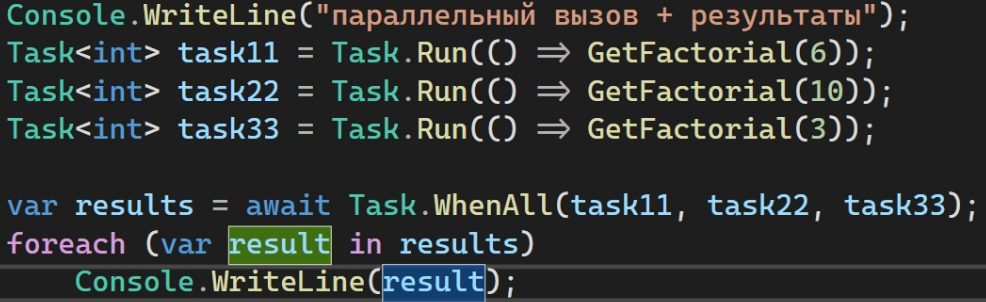 Console.WriteLine("параллельный вызов + результаты");
Task<int> task11 = Task.Run(() => GetFactorial(6));
Task<int> task22 = Task.Run(() => GetFactorial(10));
Task<int> task33 = Task.Run(() => GetFactorial(3));
var results = await Task.WhenAll(task11, task22, task33);
foreach (var result in results)
Console.WriteLine(result);